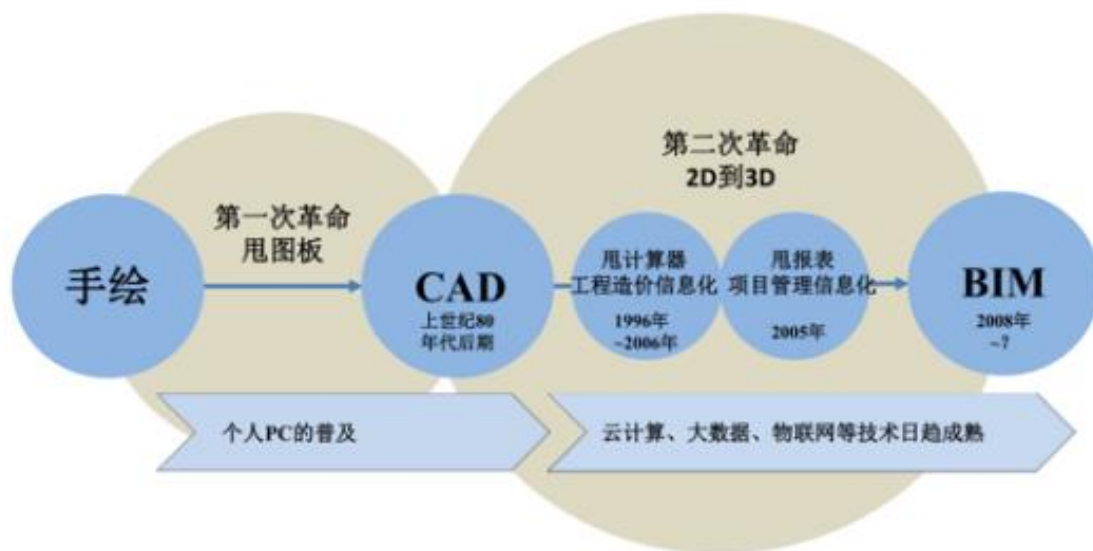 手绘
第一次革命
甩图板
CAD
上世纪80
年代后期
第二次革命
2D到3D
甩计算器
工程造价信息化
1996年
~2006年
甩报表
项目管理信息化
2005年
BIM
2008年
~?
个人PC的普及
云计算、大数据、物联网等技术日趋成熟